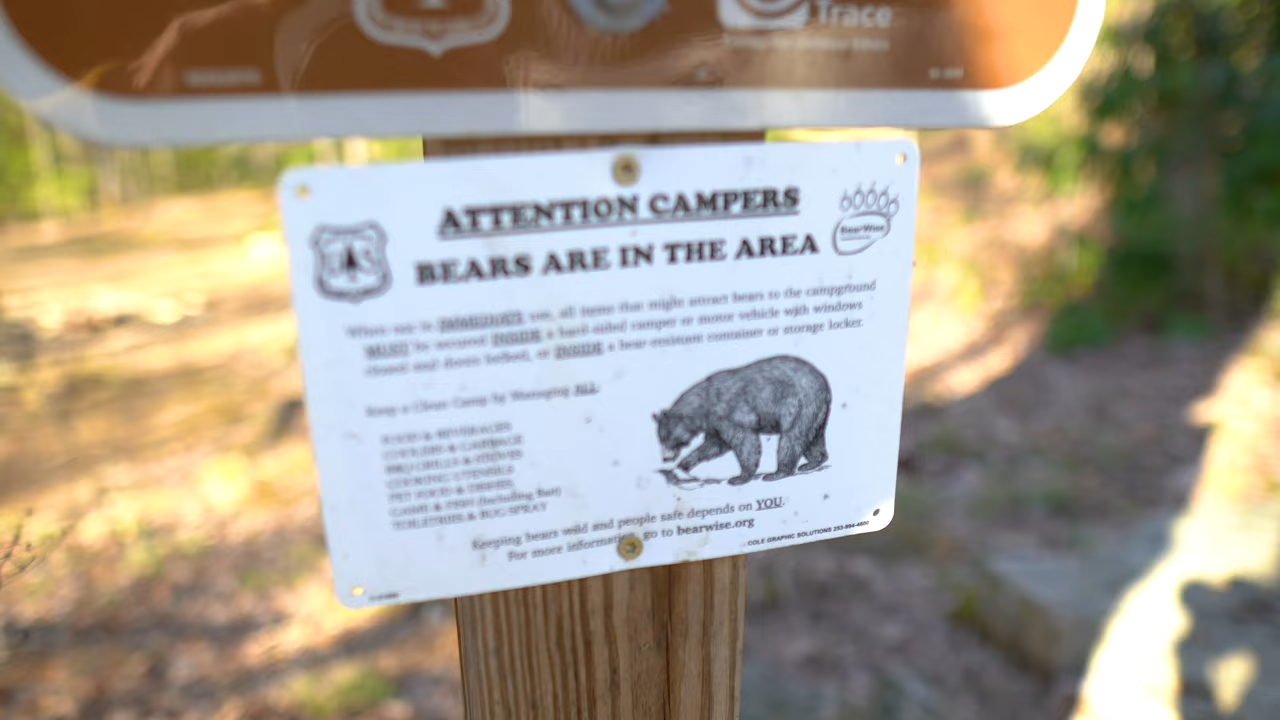 Trace
ATTENTION CAMPERS
BEARS ARE IN THE AREA
US
BearWise
When not in IMMEDIATE use, all items that might attract bears to the campground
MUST be secured INSIDE a hard-sided camper or motor vehicle with windows
closed and doors locked, or INSIDE a bear-resistant container or storage locker.
Keep a Clean Camp by Managing ALL:
FOOD & BEVERAGES
COOLERS & GARBAGE
BBQ GRILLS & STOVES
COOKING UTENSILS
PET FOOD & DISHES
GAME & FISH (Including Bait)
TOILETRIES & BUG SPRAY
Keeping bears wild and people safe depends on YOU.
For more information, go to bearwise.org
COLE GRAPHIC SOLUTIONS